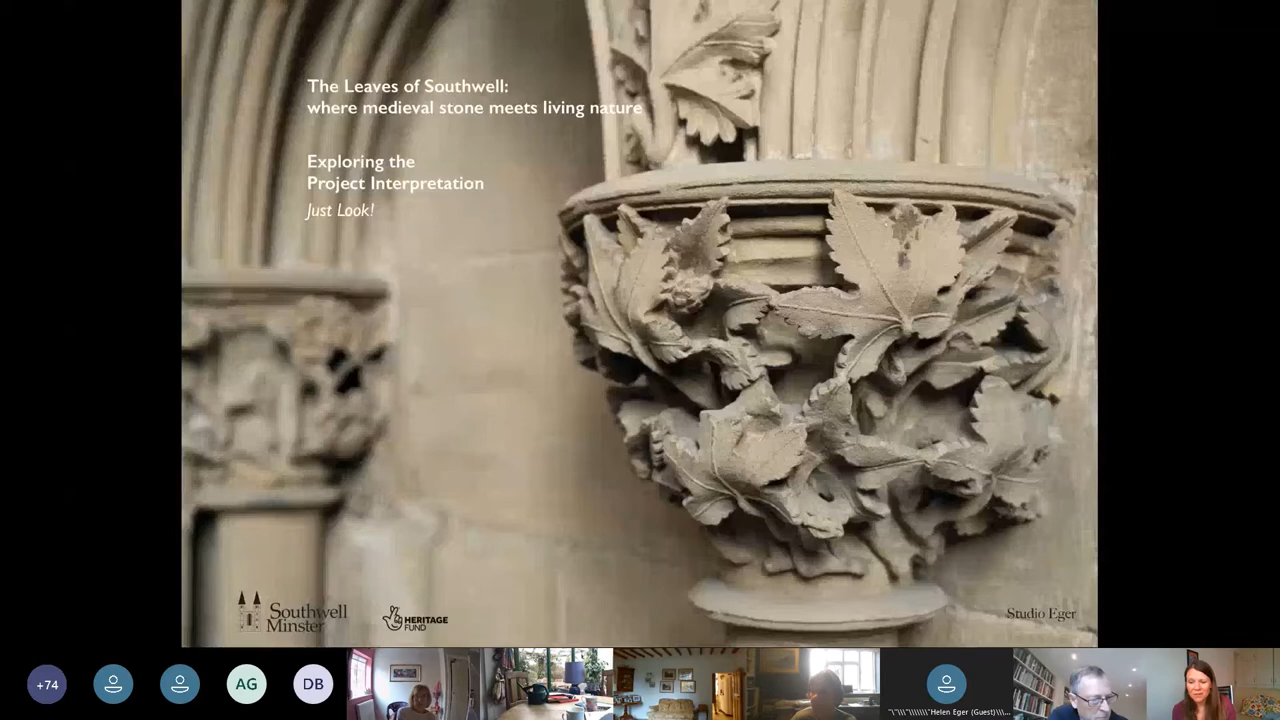 The Leaves of Southwell:
where medieval stone meets living nature
Exploring the
Project Interpretation
Just Look!
Southwell
Minster
HERITAGE
FUND
Studio Eger
+74
AG
DB
"\"\\\"\\\\\\\"Helen Eger (Guest)\\\...